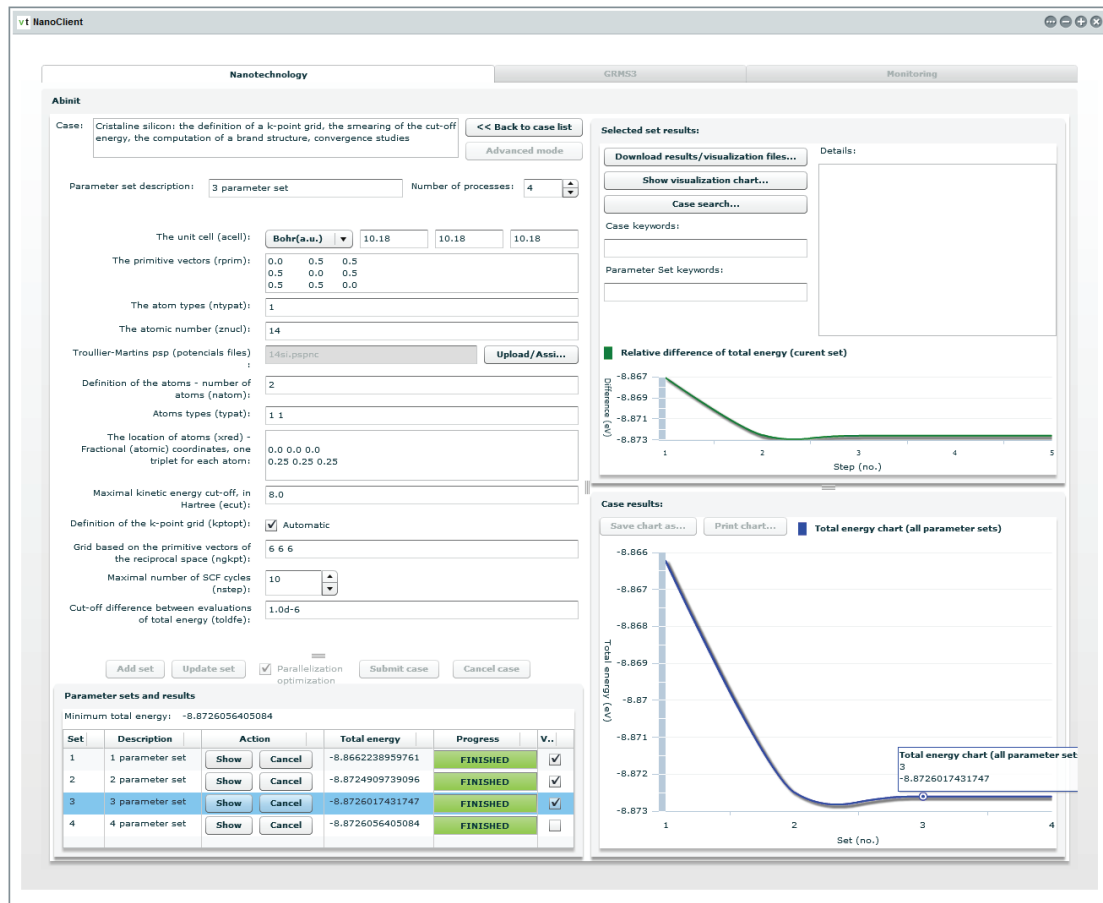 vt NanoClient
Nanotechnology
GRMS3
Monitoring
Abinit
Case:
Cristaline silicon: the definition of a k-point grid, the smearing of the cut-off
energy, the computation of a brand structure, convergence studies
<< Back to case list
Advanced mode
Parameter set description:
3 parameter set
Number of processes:
4
The unit cell (acell):
Bohr(a.u.)
10.18
10.18
10.18
The primitive vectors (rprim):
0.0 0.5 0.5
0.5 0.0 0.5
0.5 0.5 0.0
The atom types (ntypat):
1
The atomic number (znucl):
14
Troullier-Martins psp (potencials files)
:
14si.pspnc
Upload/Assi...
Definition of the atoms - number of
atoms (natom):
2
Atoms types (typat):
1 1
The location of atoms (xred) -
Fractional (atomic) coordinates, one
triplet for each atom:
0.0 0.0 0.0
0.25 0.25 0.25
Maximal kinetic energy cut-off, in
Hartree (ecut):
8.0
Definition of the k-point grid (kptopt):
Automatic
Grid based on the primitive vectors of
the reciprocal space (ngkpt):
6 6 6
Maximal number of SCF cycles
(nstep):
10
Cut-off difference between evaluations
of total energy (toldfe):
1.0d-6
Add set
Update set
Parallelization
optimization
Submit case
Cancel case
Parameter sets and results
Minimum total energy: -8.8726056405084
Set Description Action Total energy Progress V..
1 1 parameter set Show Cancel -8.8662238959761 FINISHED
2 2 parameter set Show Cancel -8.8724909739096 FINISHED
3 3 parameter set Show Cancel -8.8726017431747 FINISHED
4 4 parameter set Show Cancel -8.8726056405084 FINISHED
Selected set results:
Download results/visualization files...
Show visualization chart...
Case search...
Case keywords:
Parameter Set keywords:
Details:
Relative difference of total energy (curent set)
Difference (eV)
-8.867
-8.869
-8.871
-8.873
1 2 3 4 5
Step (no.)
Case results:
Save chart as...
Print chart...
Total energy chart (all parameter sets)
Total energy (eV)
-8.866
-8.867
-8.868
-8.869
-8.87
-8.871
-8.872
-8.873
Total energy chart (all parameter set
3
-8.8726017431747
1 2 3 4
Set (no.)